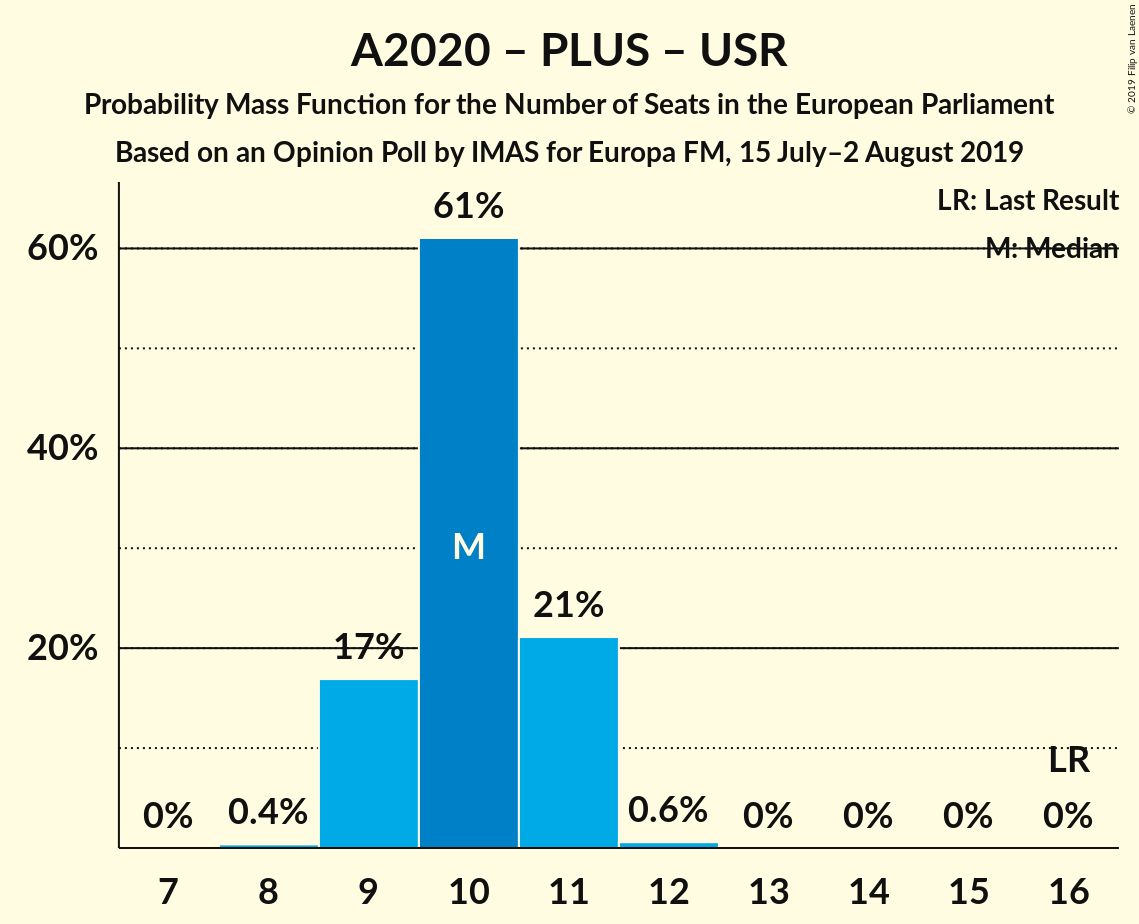 A2020 – PLUS – USR
Probability Mass Function for the Number of Seats in the European Parliament
Based on an Opinion Poll by IMAS for Europa FM, 15 July–2 August 2019
© 2019 Filip van Laenen
LR: Last Result
M: Median
60%
40%
20%
0%
0.4%
17%
61%
M
21%
0.6%
0%
0%
0%
LR
0%
7 8 9 10 11 12 13 14 15 16